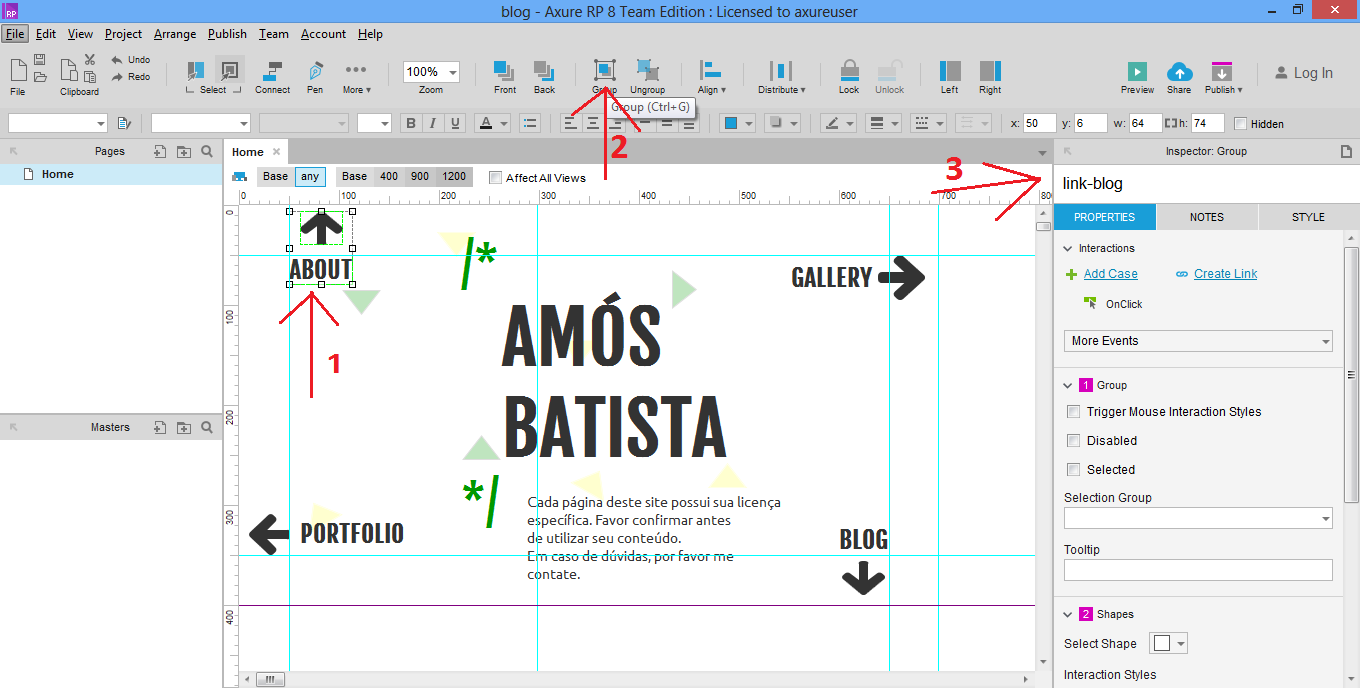 RP
blog - Axure RP 8 Team Edition : Licensed to axureuser
File Edit View Project Arrange Publish Team Account Help
Undo
Redo
File Clipboard Select Connect Pen More 100% Zoom Front Back Group Ungroup Align Distribute Lock Unlock Left Right Preview Share Publish Log In
Group (Ctrl+G)
B I U A x: 50 y: 6 w: 64 h: 74 Hidden
2
Pages Home Inspector: Group
Home
Base any Base 400 900 1200 Affect All Views
3
link-blog
0 100 200 300 400 500 600 700 800
PROPERTIES NOTES STYLE
0
100
200
300
400
ABOUT
1
/*
GALLERY
AMÓS
BATISTA
*/
Cada página deste site possui sua licença
específica. Favor confirmar antes
de utilizar seu conteúdo.
Em caso de dúvidas, por favor me
contate.
PORTFOLIO
BLOG
Masters
Interactions
Add Case Create Link
OnClick
More Events
1 Group
Trigger Mouse Interaction Styles
Disabled
Selected
Selection Group
Tooltip
2 Shapes
Select Shape
Interaction Styles